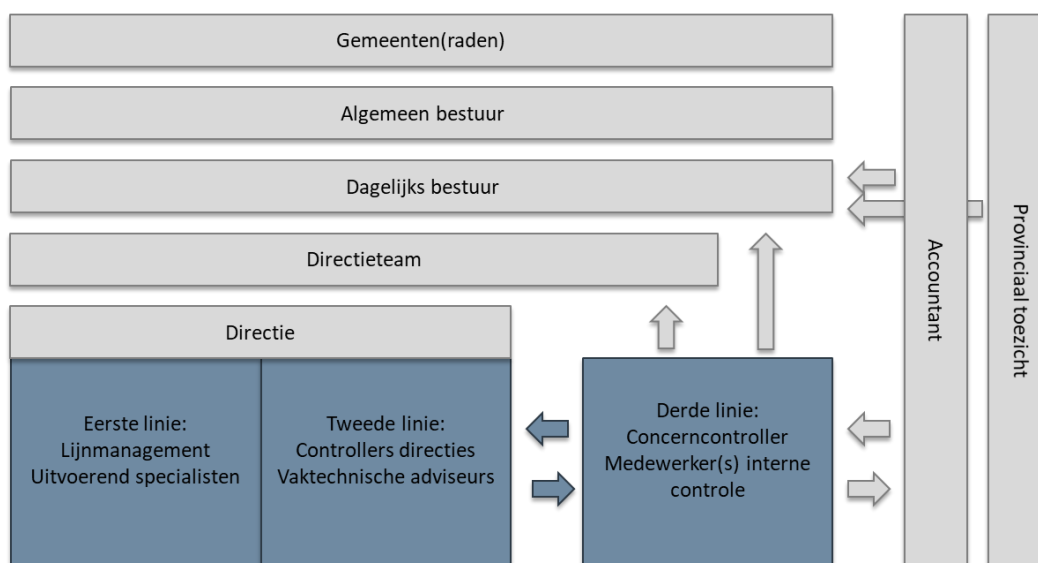 Gemeenten(raden)
Algemeen bestuur
Dagelijks bestuur
Directieteam
Directie
Eerste linie:
Lijnmanagement
Uitvoerend specialisten
Tweede linie:
Controllers directies
Vaktechnische adviseurs
Derde linie:
Concerncontroller
Medewerker(s) interne
controle
Accountant
Provinciaal toezicht